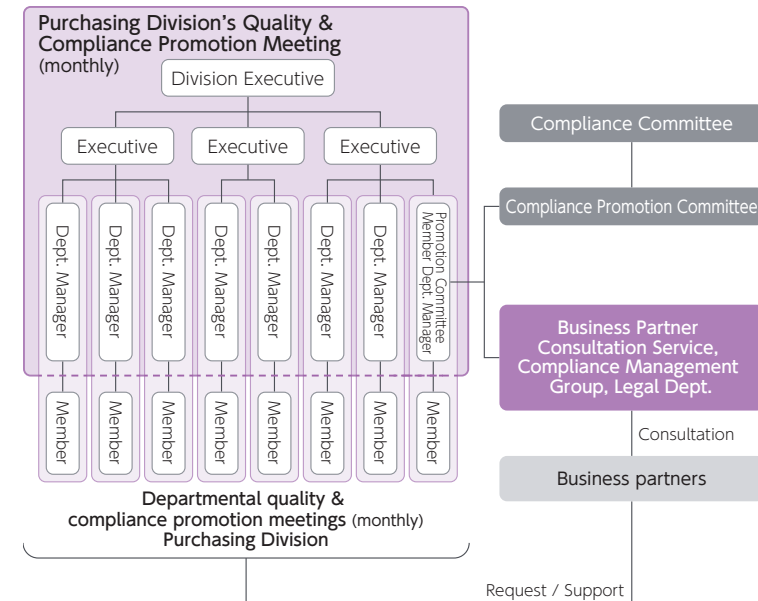 Purchasing Division’s Quality &
Compliance Promotion Meeting
(monthly)
Division Executive
Executive
Executive
Executive
Dept. Manager
Dept. Manager
Dept. Manager
Dept. Manager
Dept. Manager
Dept. Manager
Dept. Manager
Promotion Committee
Member Dept. Manager
Member
Member
Member
Member
Member
Member
Member
Member
Departmental quality &
compliance promotion meetings (monthly)
Purchasing Division
Compliance Committee
Compliance Promotion Committee
Business Partner
Consultation Service,
Compliance Management
Group, Legal Dept.
Consultation
Business partners
Request / Support